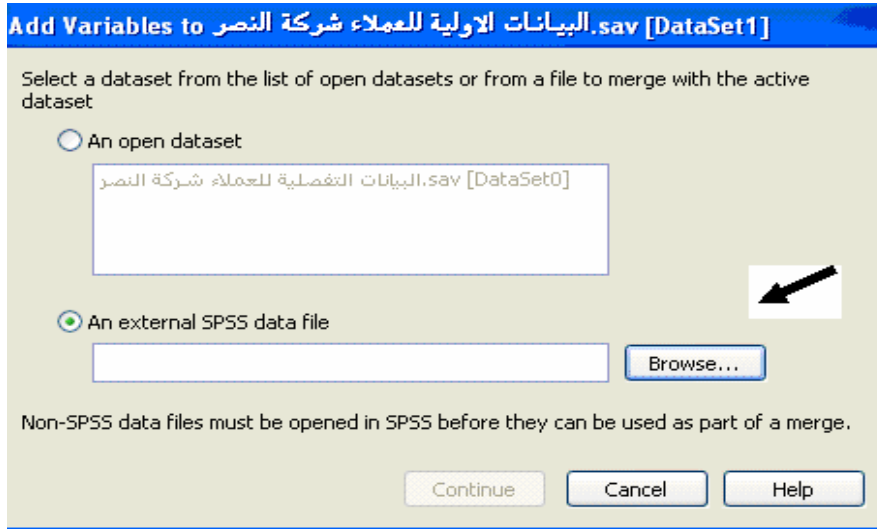 Add Variables to البيانات الاولية للعملاء شركة النصر.sav [DataSet1]
Select a dataset from the list of open datasets or from a file to merge with the active
dataset
An open dataset
البيانات التفصلية للعملاء شركة النصر.sav [DataSet0]
An external SPSS data file
Browse...
Non-SPSS data files must be opened in SPSS before they can be used as part of a merge.
Continue
Cancel
Help